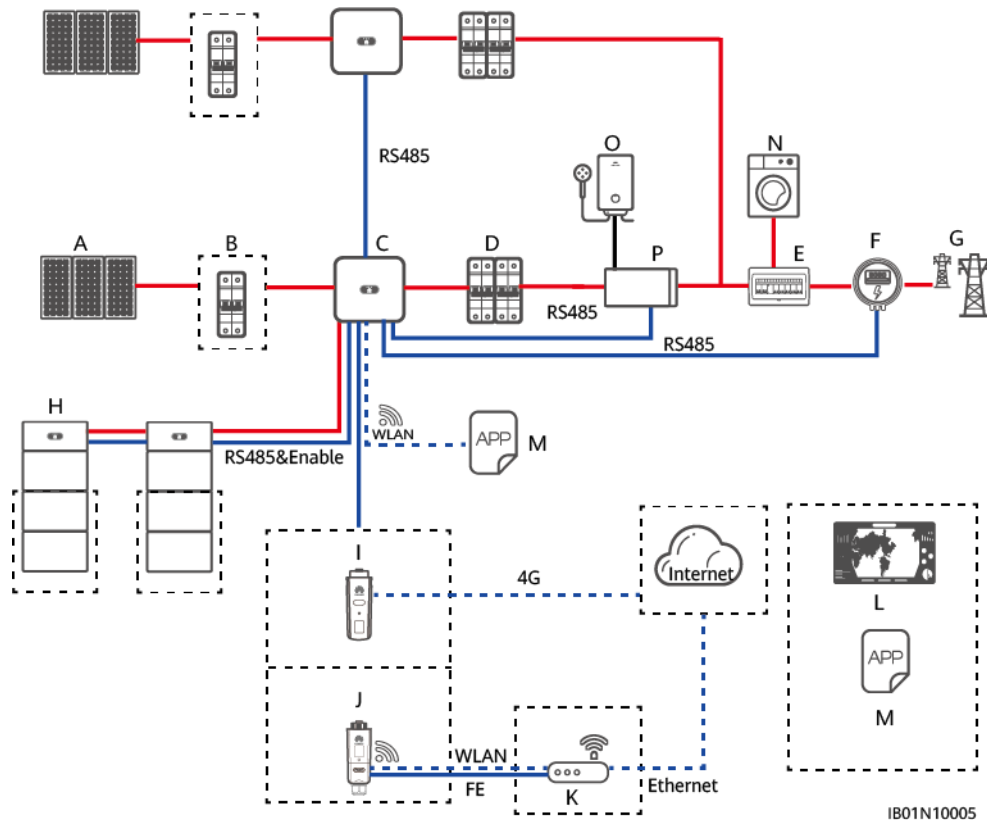 RS485
O
N
A
B
C
D
P
E
F
G
RS485
RS485
H
WLAN
APP
M
RS485&Enable
I
4G
Internet
L
APP
M
J
WLAN
FE
K
Ethernet
IB01N10005